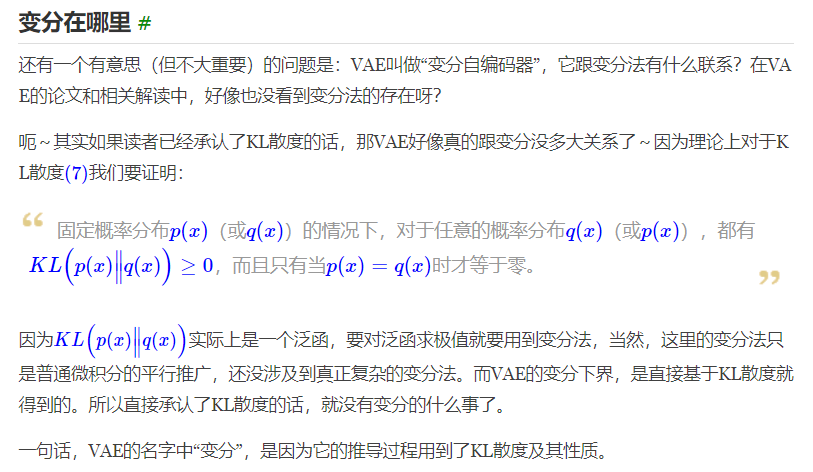 变分在哪里 #
还有一个有意思（但不大重要）的问题是：VAE叫做“变分自编码器”，它跟变分法有什么联系？在VA
E的论文和相关解读中，好像也没看到变分法的存在呀？
呃～其实如果读者已经承认了KL散度的话，那VAE好像真的跟变分没多大关系了～因为理论上对于K
L散度(7)我们要证明：
“ 固定概率分布p(x)（或q(x)）的情况下，对于任意的概率分布q(x)（或p(x)），都有
KL(p(x)‖q(x)) ≥ 0，而且只有当p(x) = q(x)时才等于零。 ”
因为KL(p(x)‖q(x))实际上是一个泛函，要对泛函求极值就要用到变分法，当然，这里的变分法只
是普通微积分的平行推广，还没涉及到真正复杂的变分法。而VAE的变分下界，是直接基于KL散度就
得到的。所以直接承认了KL散度的话，就没有变分的什么事了。
一句话，VAE的名字中“变分”，是因为它的推导过程用到了KL散度及其性质。